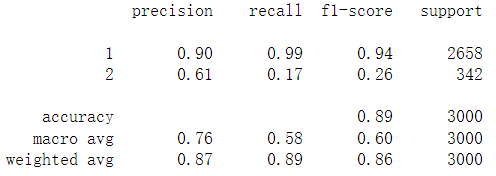 precision recall f1-score support
1 0.90 0.99 0.94 2658
2 0.61 0.17 0.26 342
accuracy 0.89 3000
macro avg 0.76 0.58 0.60 3000
weighted avg 0.87 0.89 0.86 3000